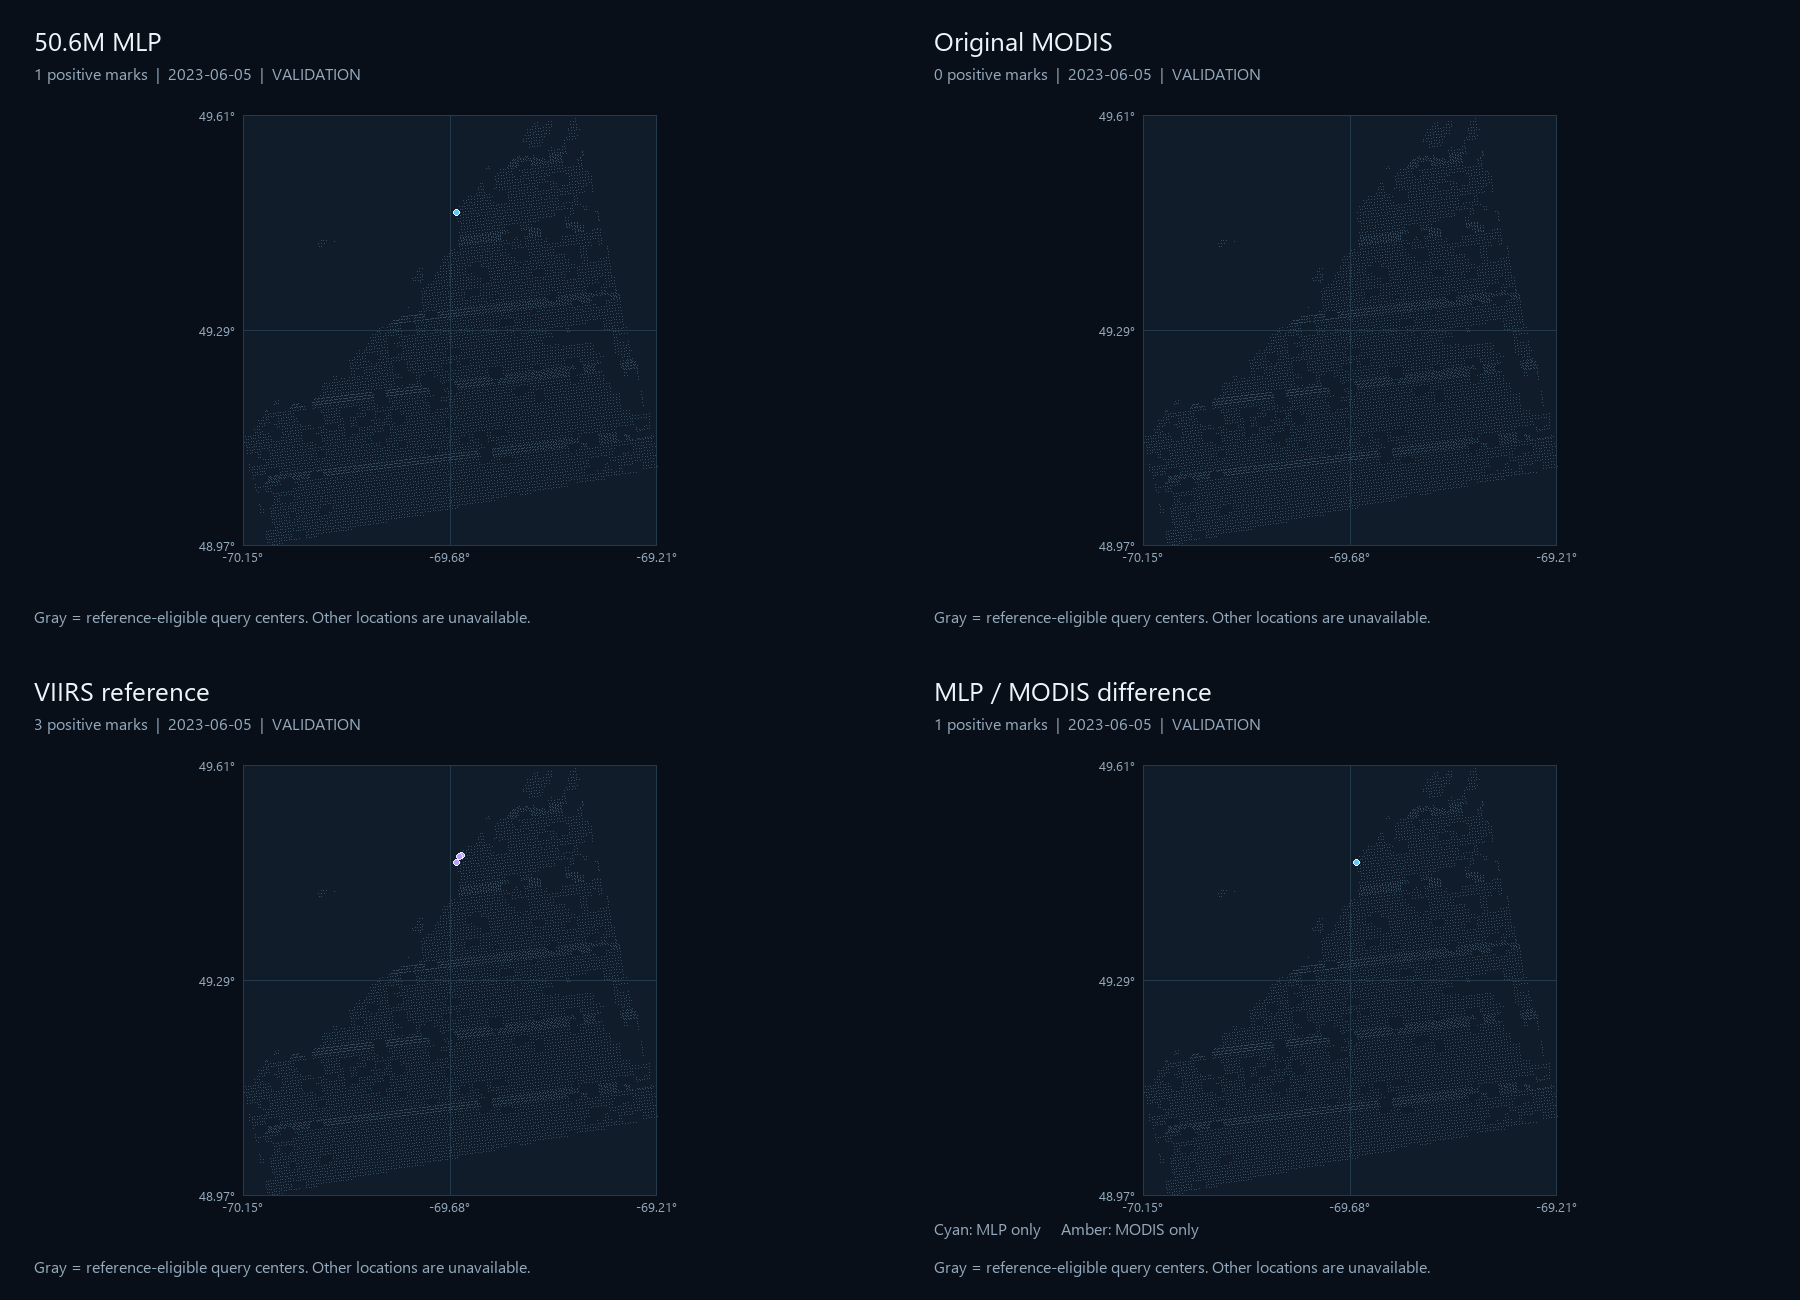 50.6M MLP
1 positive marks | 2023-06-05 | VALIDATION
49.61°
49.29°
48.97°
-70.15°
-69.68°
-69.21°
Gray = reference-eligible query centers. Other locations are unavailable.
Original MODIS
0 positive marks | 2023-06-05 | VALIDATION
49.61°
49.29°
48.97°
-70.15°
-69.68°
-69.21°
Gray = reference-eligible query centers. Other locations are unavailable.
VIIRS reference
3 positive marks | 2023-06-05 | VALIDATION
49.61°
49.29°
48.97°
-70.15°
-69.68°
-69.21°
Gray = reference-eligible query centers. Other locations are unavailable.
MLP / MODIS difference
1 positive marks | 2023-06-05 | VALIDATION
49.61°
49.29°
48.97°
-70.15°
-69.68°
-69.21°
Cyan: MLP only Amber: MODIS only
Gray = reference-eligible query centers. Other locations are unavailable.